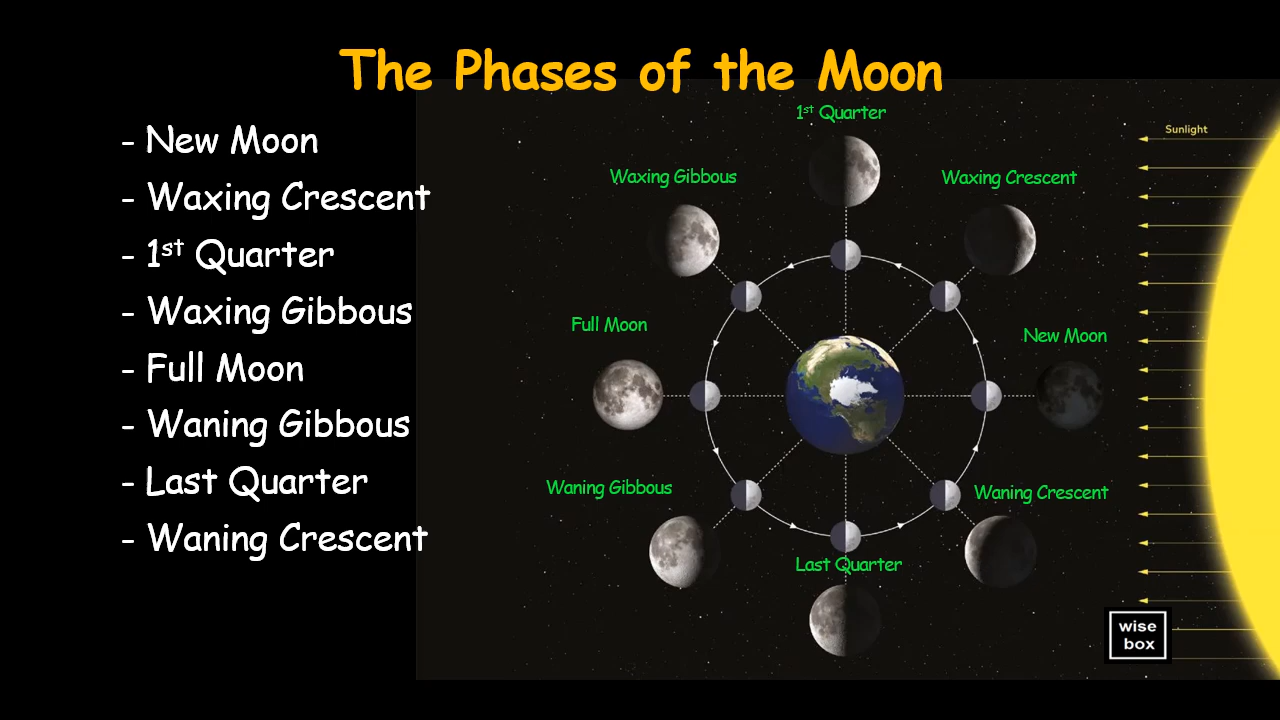 The Phases of the Moon
- New Moon
- Waxing Crescent
- 1st Quarter
- Waxing Gibbous
- Full Moon
- Waning Gibbous
- Last Quarter
- Waning Crescent
1st Quarter
Sunlight
Waxing Gibbous
Waxing Crescent
Full Moon
New Moon
Waning Gibbous
Waning Crescent
Last Quarter
wise
box